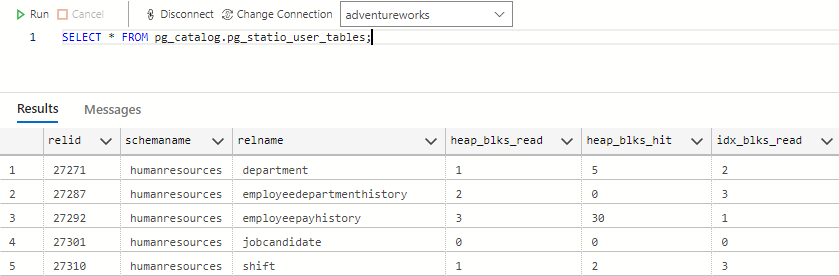 Run Cancel Disconnect Change Connection adventureworks
1 SELECT * FROM pg_catalog.pg_statio_user_tables;
Results Messages
relid schemaname relname heap_blks_read heap_blks_hit idx_blks_read
1 27271 humanresources department 1 5 2
2 27287 humanresources employeedepartmenthistory 2 0 3
3 27292 humanresources employeepayhistory 3 30 1
4 27301 humanresources jobcandidate 0 0 0
5 27310 humanresources shift 1 2 3